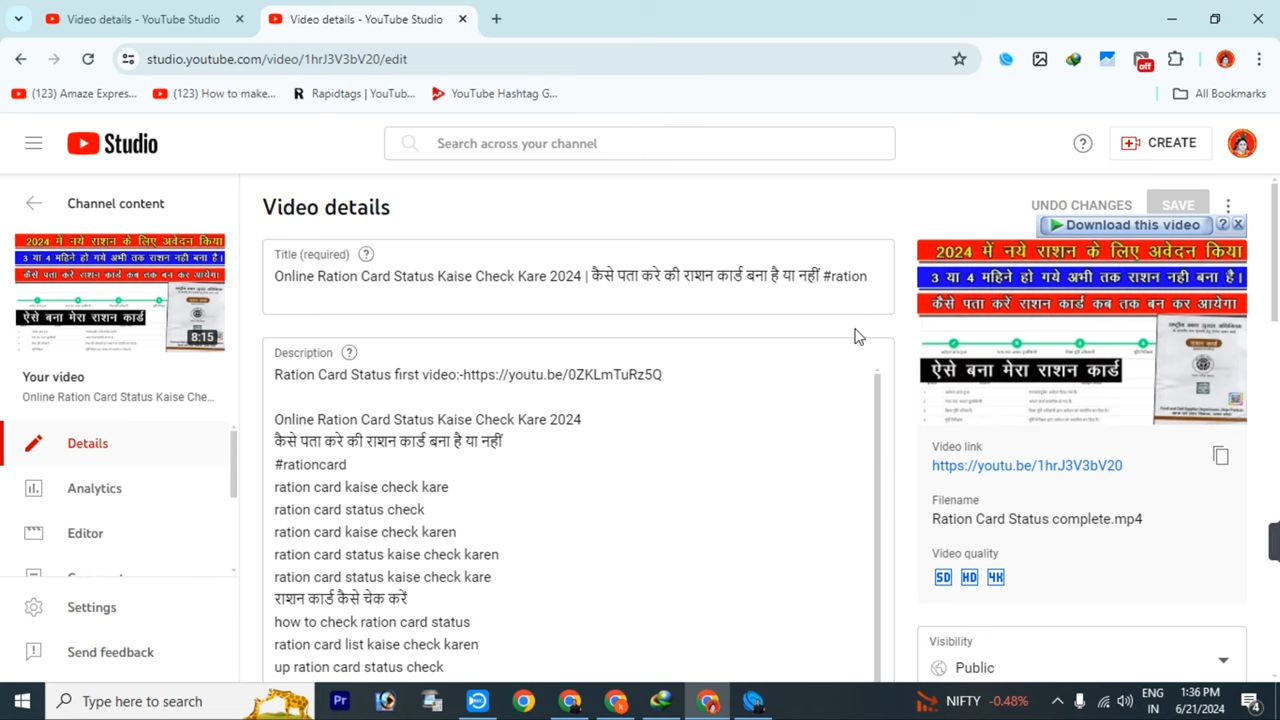 Video details - YouTube Studio
Video details - YouTube Studio
studio.youtube.com/video/1hrJ3V3bV20/edit
off
(123) Amaze Expres...
(123) How to make...
Rapidtags | YouTub...
YouTube Hashtag G...
All Bookmarks
Studio
Search across your channel
CREATE
Channel content
Video details
UNDO CHANGES
SAVE
Download this video
2024 में नये राशन के लिए आवेदन किया
3 या 4 महिने हो गये अभी तक राशन नही बना है।
कैसे पता करें राशन कार्ड कब तक बन कर आयेगा
ऐसे बना मेरा राशन कार्ड
8:15
Your video
Online Ration Card Status Kaise Che...
Details
Analytics
Editor
Settings
Send feedback
Title (required)
Online Ration Card Status Kaise Check Kare 2024 | कैसे पता करे की राशन कार्ड बना है या नहीं #ration
Description
Ration Card Status first video:-https://youtu.be/0ZKLmTuRz5Q
Online Ration Card Status Kaise Check Kare 2024
कैसे पता करे की राशन कार्ड बना है या नहीं
#rationcard
ration card kaise check kare
ration card status check
ration card kaise check karen
ration card status kaise check karen
ration card status kaise check kare
राशन कार्ड कैसे चेक करें
how to check ration card status
ration card list kaise check karen
up ration card status check
2024 में नये राशन के लिए आवेदन किया
3 या 4 महिने हो गये अभी तक राशन नही बना है।
कैसे पता करें राशन कार्ड कब तक बन कर आयेगा
ऐसे बना मेरा राशन कार्ड
Video link
https://youtu.be/1hrJ3V3bV20
Filename
Ration Card Status complete.mp4
Video quality
SD HD 4K
Visibility
Public
Type here to search
Pr
NIFTY -0.48%
ENG
IN
1:36 PM
6/21/2024
4